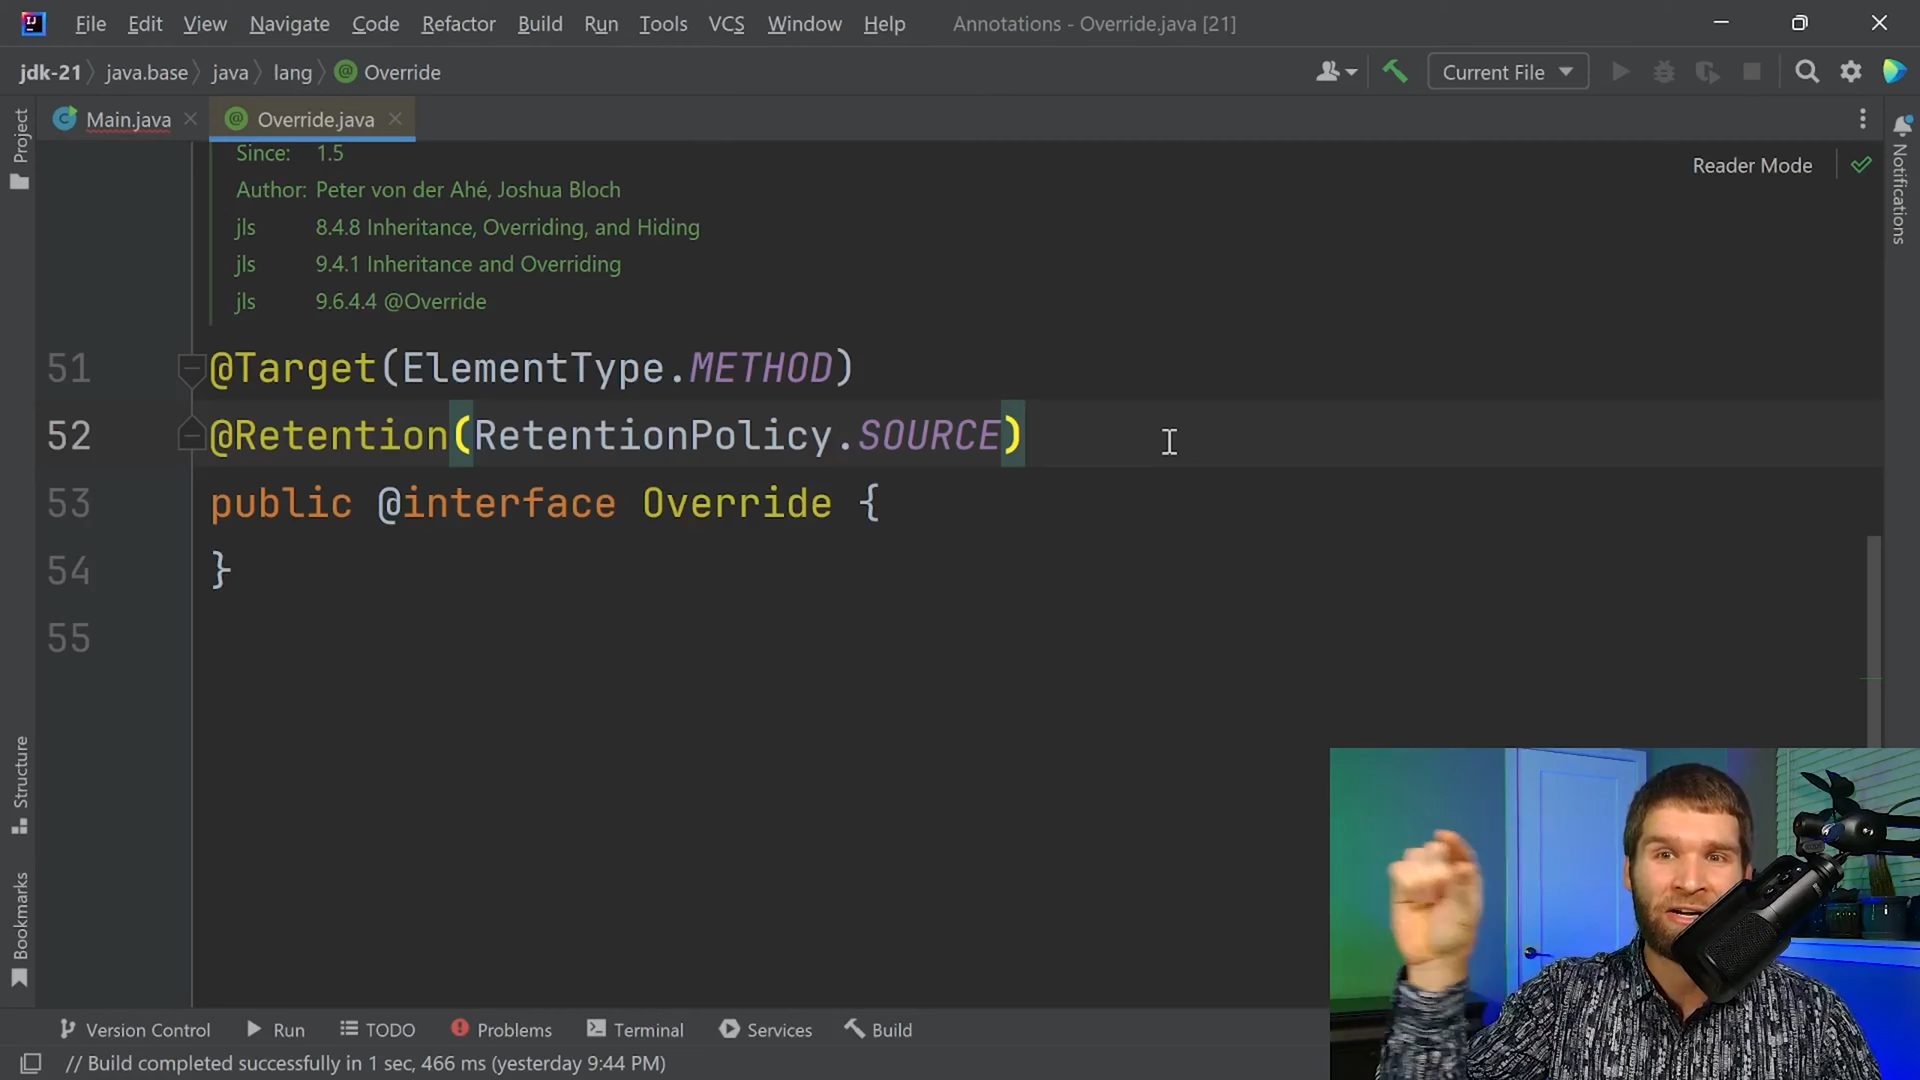 File Edit View Navigate Code Refactor Build Run Tools VCS Window Help Annotations - Override.java [21]
jdk-21 java.base java lang Override Current File
Project
Main.java Override.java
Notifications
Since: 1.5
Reader Mode
Author: Peter von der Ahé, Joshua Bloch
jls 8.4.8 Inheritance, Overriding, and Hiding
jls 9.4.1 Inheritance and Overriding
jls 9.6.4.4 @Override
51 @Target(ElementType.METHOD)
52 @Retention(RetentionPolicy.SOURCE)
53 public @interface Override {
54 }
55
Structure
Bookmarks
Version Control Run TODO Problems Terminal Services Build
// Build completed successfully in 1 sec, 466 ms (yesterday 9:44 PM)